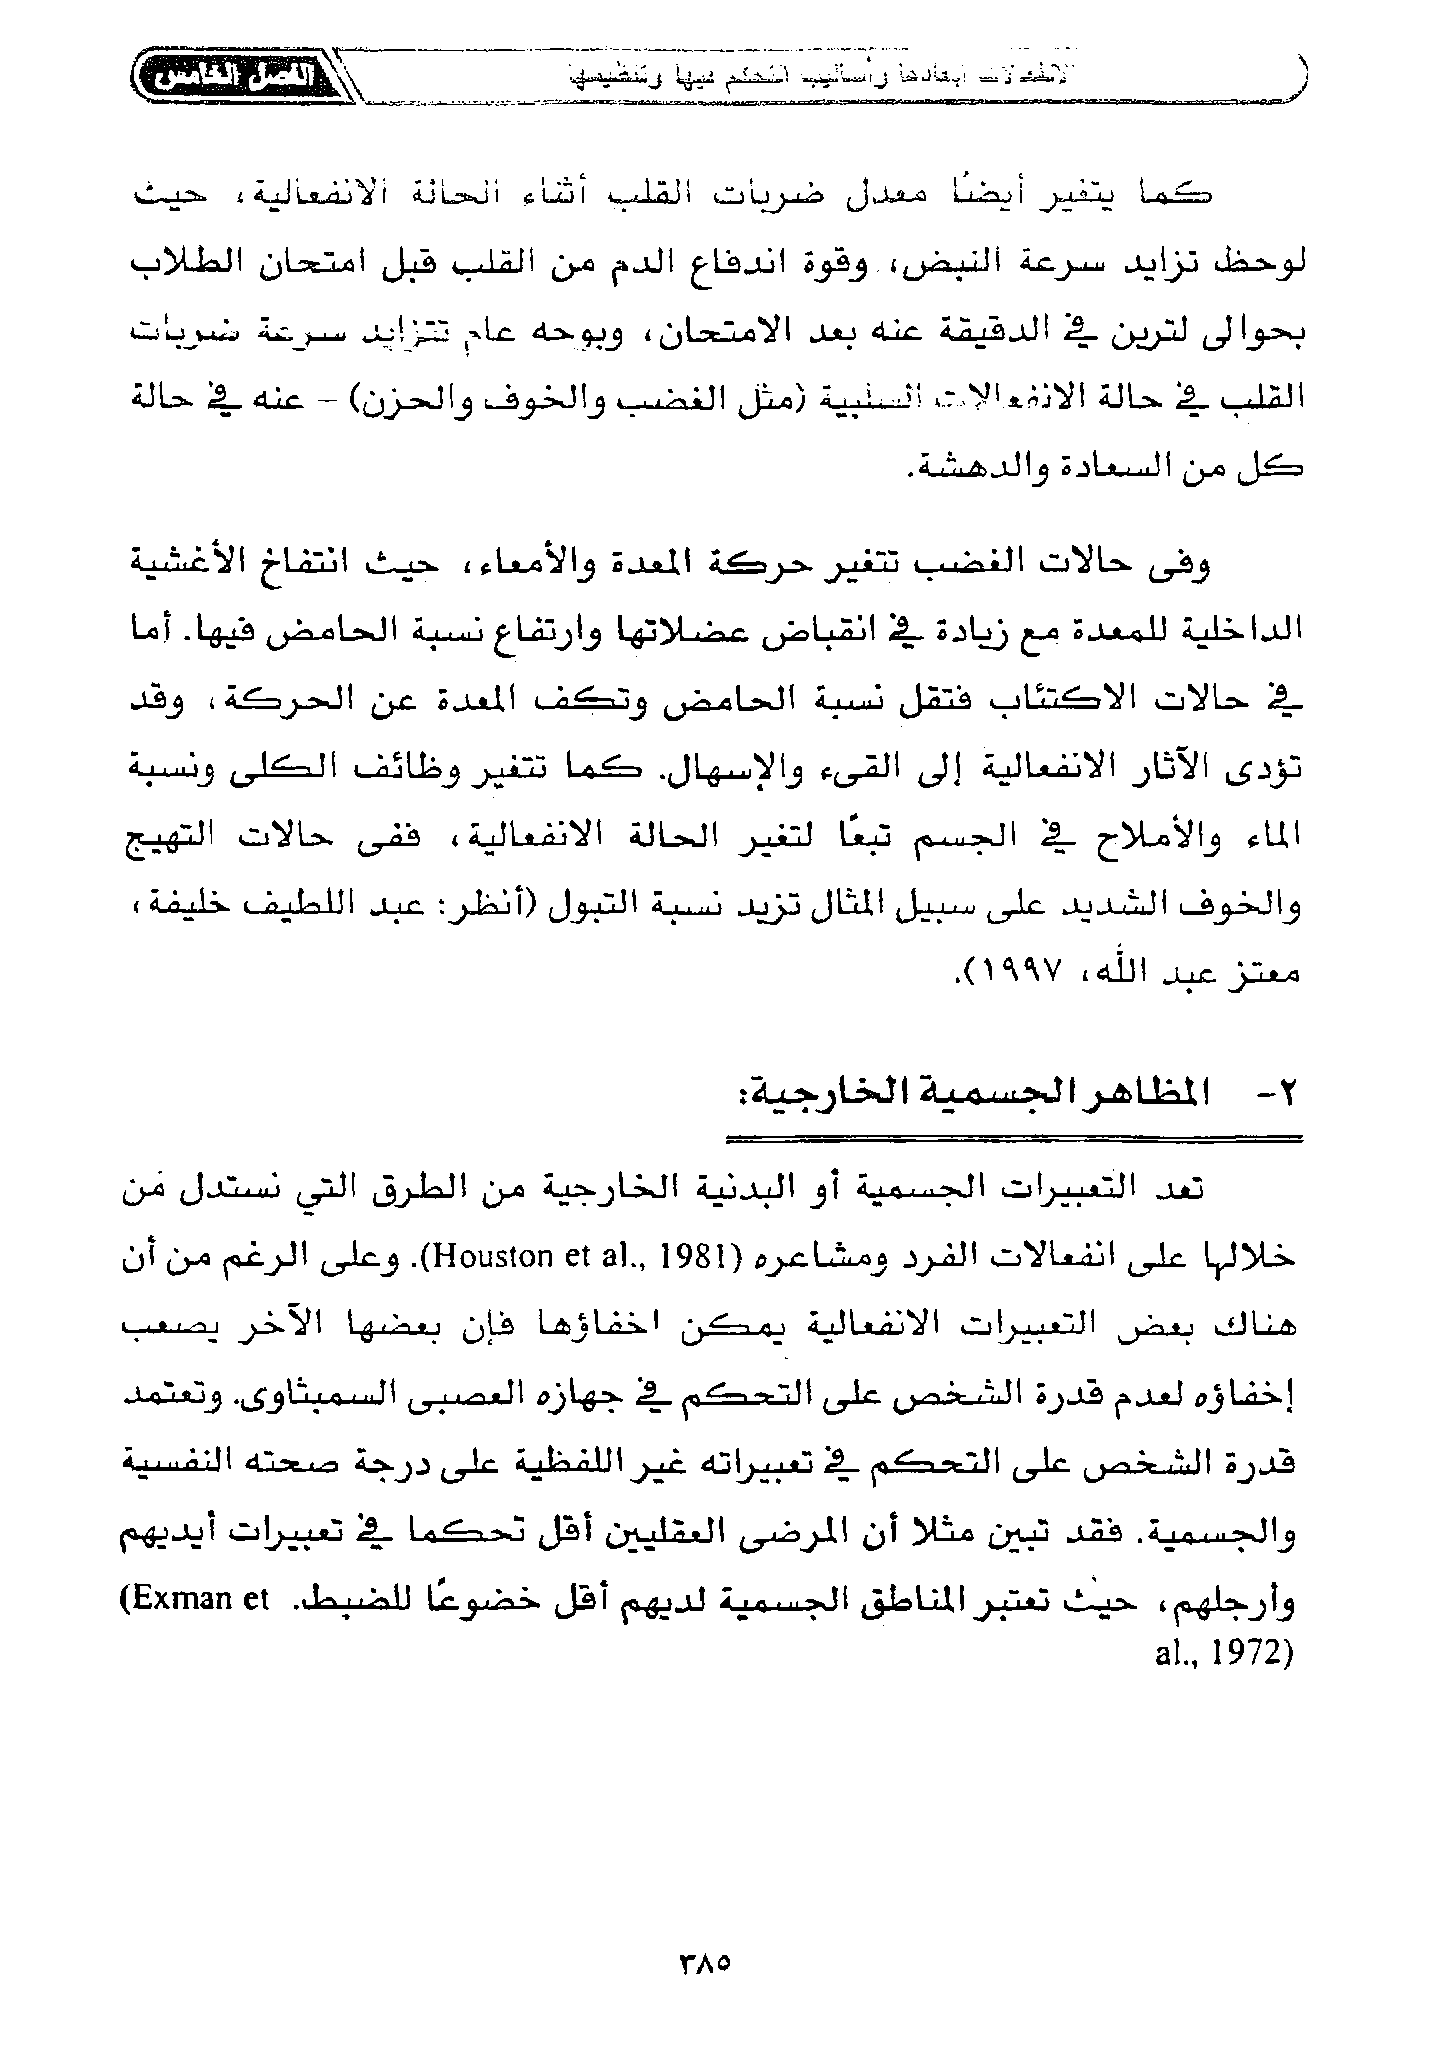 الانفعالات أبعادها وأساليب التحكم فيها وتنظيمها
الفصل الخامس
كما يتغير أيضًا معدل ضربات القلب أثناء الحالة الانفعالية، حيث
لوحظ تزايد سرعة النبض، وقوة اندفاع الدم من القلب قبل امتحان الطلاب
بحوالى لترين في الدقيقة عنه بعد الامتحان، وبوجه عام تتزايد سرعة ضربات
القلب في حالة الانفعالات السلبية (مثل الغضب والخوف والحزن) – عنه في حالة
كل من السعادة والدهشة.
وفى حالات الغضب تتغير حركة المعدة والأمعاء، حيث انتفاخ الأغشية
الداخلية للمعدة مع زيادة في انقباض عضلاتها وارتفاع نسبة الحامض فيها. أما
في حالات الاكتئاب فتقل نسبة الحامض وتكف المعدة عن الحركة، وقد
تؤدى الآثار الانفعالية إلى القىء والإسهال. كما تتغير وظائف الكلى ونسبة
الماء والأملاح في الجسم تبعًا لتغير الحالة الانفعالية، ففى حالات التهيج
والخوف الشديد على سبيل المثال تزيد نسبة التبول (أنظر: عبد اللطيف خليفة،
معتز عبد الله، ١٩٩٧).
٢- المظاهر الجسمية الخارجية:
تعد التعبيرات الجسمية أو البدنية الخارجية من الطرق التي نستدل من
خلالها على انفعالات الفرد ومشاعره (Houston et al., 1981). وعلى الرغم من أن
هناك بعض التعبيرات الانفعالية يمكن اخفاؤها فإن بعضها الآخر يصعب
إخفاؤه لعدم قدرة الشخص على التحكم في جهازه العصبى السمبثاوى. وتعتمد
قدرة الشخص على التحكم في تعبيراته غير اللفظية على درجة صحته النفسية
والجسمية. فقد تبين مثلا أن المرضى العقليين أقل تحكما في تعبيرات أيديهم
وأرجلهم، حيث تعتبر المناطق الجسمية لديهم أقل خضوعًا للضبط. (Exman et
al., 1972)
٣٨٥